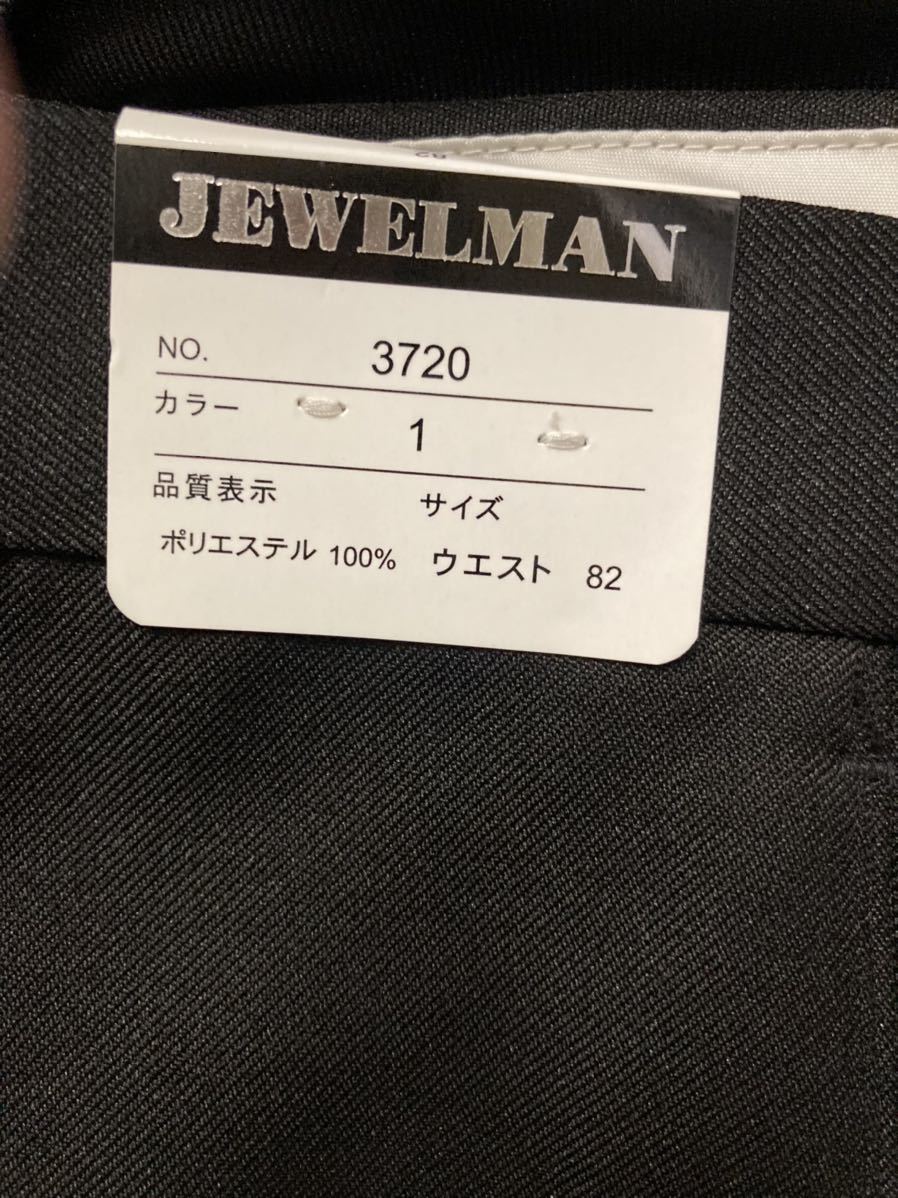 JEWELMAN
NO. 3720
カラー 1
品質表示 サイズ
ポリエステル 100% ウエスト 82